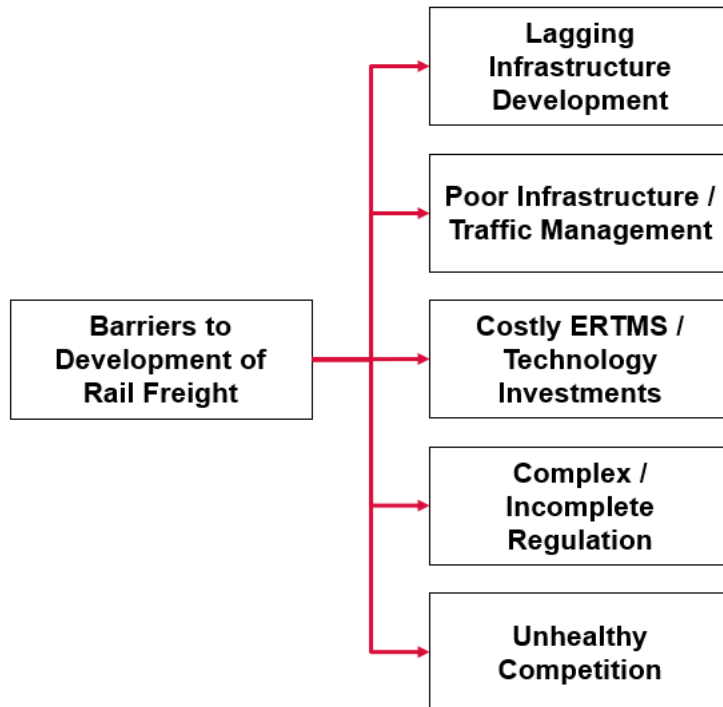 Lagging
Infrastructure
Development
Poor Infrastructure /
Traffic Management
Barriers to
Development of
Rail Freight
Costly ERTMS /
Technology
Investments
Complex /
Incomplete
Regulation
Unhealthy
Competition